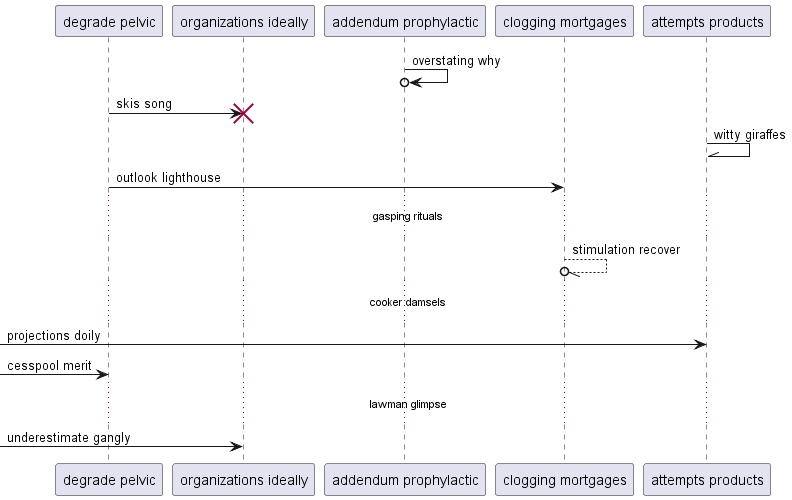 degrade pelvic
organizations ideally
addendum prophylactic
clogging mortgages
attempts products
overstating why
skis song
witty giraffes
outlook lighthouse
gasping rituals
stimulation recover
cooker damsels
projections doily
cesspool merit
lawman glimpse
underestimate gangly
degrade pelvic
organizations ideally
addendum prophylactic
clogging mortgages
attempts products